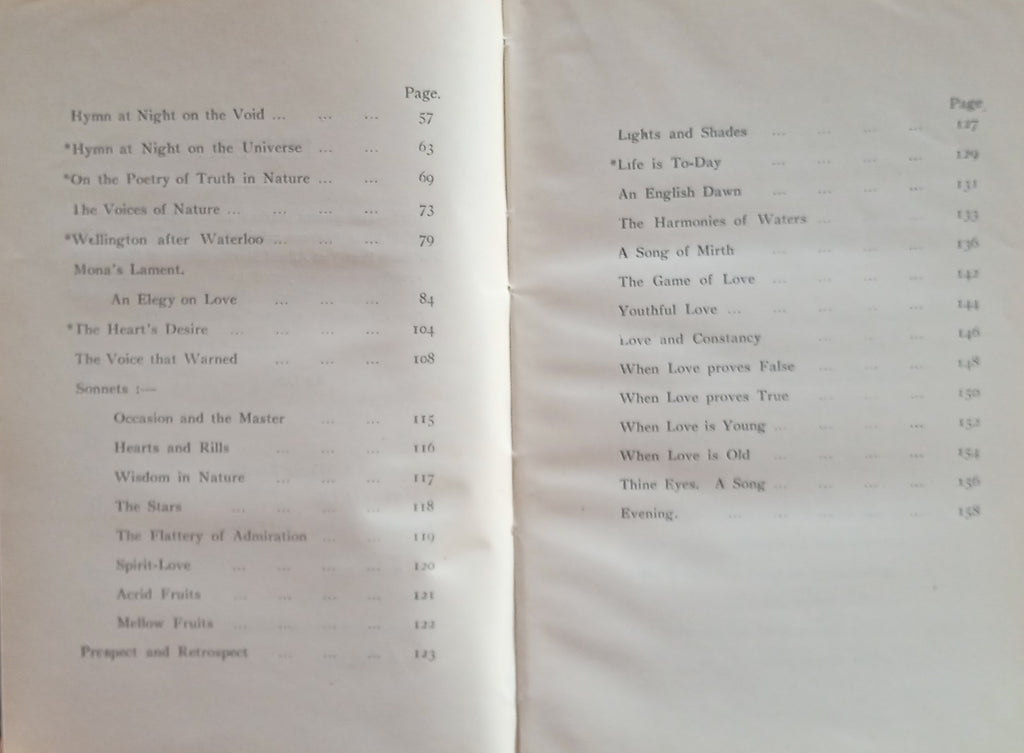 Page.
Hymn at Night on the Void ... ... ... 57
*Hymn at Night on the Universe ... ... 63
*On the Poetry of Truth in Nature ... ... 69
The Voices of Nature ... ... ... ... 73
*Wellington after Waterloo ... ... ... 79
Mona's Lament.
An Elegy on Love ... ... ... 84
*The Heart's Desire ... ... ... ... 104
The Voice that Warned ... ... ... 108
Sonnets :—
Occasion and the Master ... ... 115
Hearts and Rills ... ... ... 116
Wisdom in Nature ... ... ... 117
The Stars ... ... ... ... 118
The Flattery of Admiration ... ... 119
Spirit-Love ... ... ... ... 120
Acrid Fruits ... ... ... ... 121
Mellow Fruits ... ... ... ... 122
Prospect and Retrospect ... ... ... 123
Page
Lights and Shades ... ... ... ... 127
*Life is To-Day ... ... ... ... 129
An English Dawn ... ... ... ... 131
The Harmonies of Waters ... ... ... 133
A Song of Mirth ... ... ... ... 136
The Game of Love ... ... ... ... 142
Youthful Love ... ... ... ... ... 144
Love and Constancy ... ... ... 146
When Love proves False ... ... ... 148
When Love proves True ... ... ... 150
When Love is Young ... ... ... ... 152
When Love is Old ... ... ... ... 154
Thine Eyes. A Song ... ... ... ... 156
Evening. ... ... ... ... ... 158